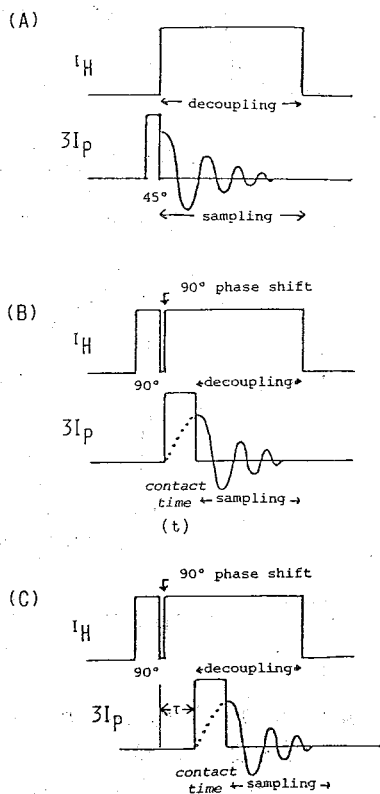 (A)
1H
decoupling
31P
45°
sampling
90° phase shift
(B)
1H
90°
decoupling
31P
contact time
sampling
(t)
90° phase shift
(C)
1H
90°
decoupling
τ
31P
contact time
sampling